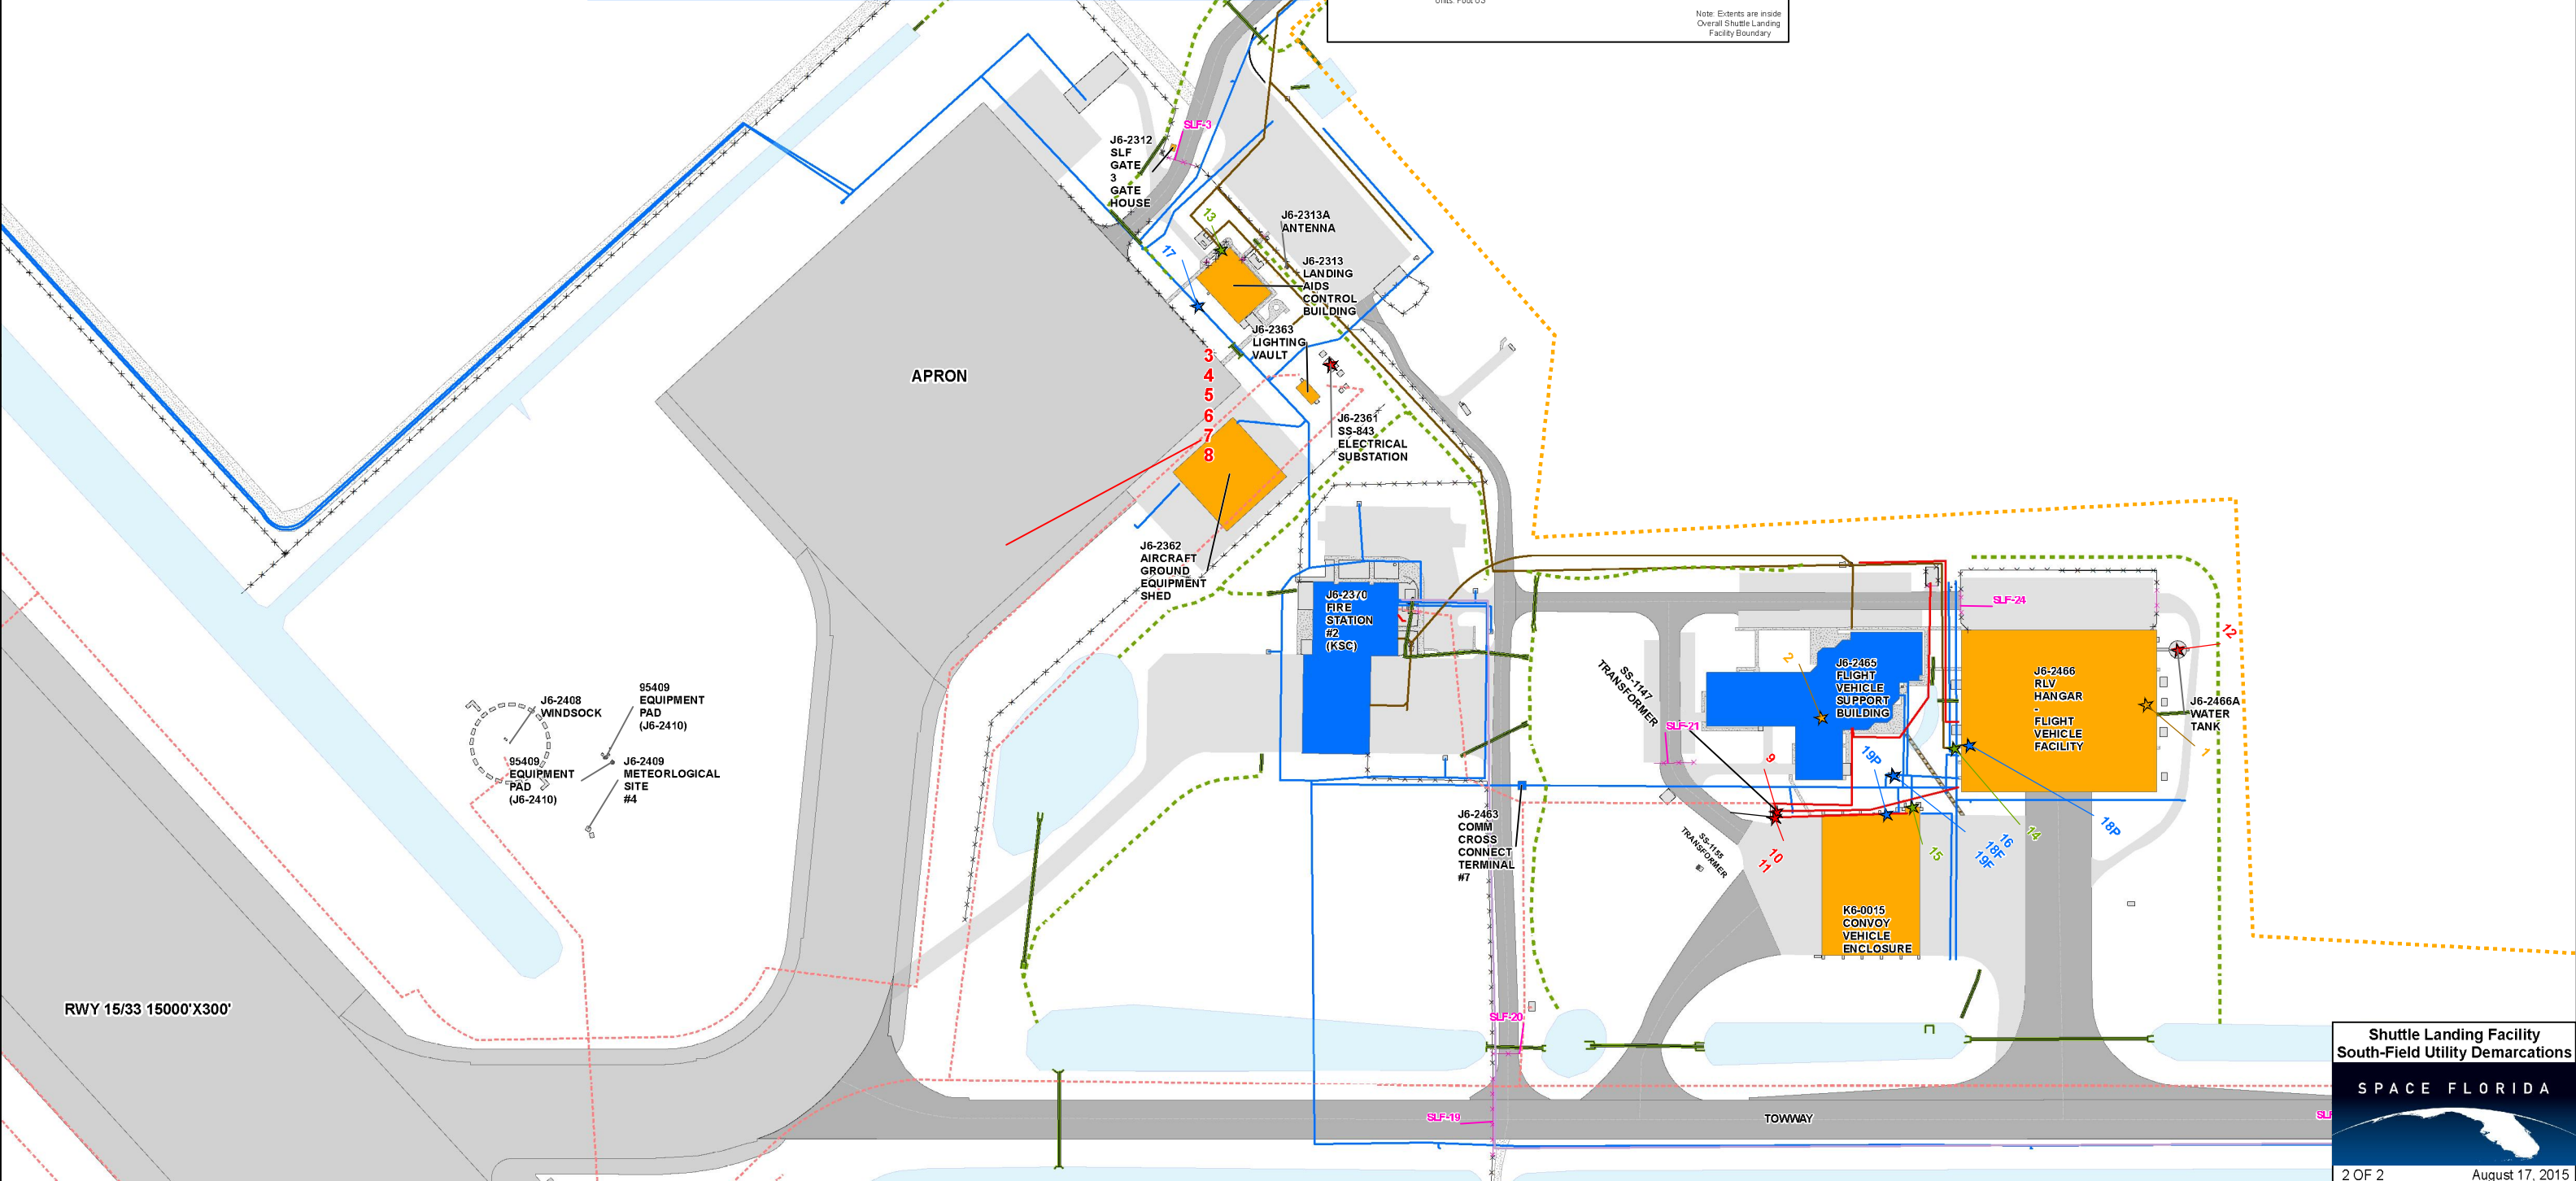 Units: Foot US
Note: Extents are inside
Overall Shuttle Landing
Facility Boundary
SLF-3
J6-2312
SLF
GATE
3
GATE
HOUSE
13
J6-2313A
ANTENNA
17
J6-2313
LANDING
AIDS
CONTROL
BUILDING
J6-2363
LIGHTING
VAULT
3
4
5
6
7
8
APRON
J6-2361
SS-843
ELECTRICAL
SUBSTATION
J6-2362
AIRCRAFT
GROUND
EQUIPMENT
SHED
J6-2370
FIRE
STATION
#2
(KSC)
SLF-24
12
2
J6-2465
FLIGHT
VEHICLE
SUPPORT
BUILDING
J6-2466
RLV
HANGAR
-
FLIGHT
VEHICLE
FACILITY
J6-2466A
WATER
TANK
1
SS-1147
TRANSFORMER
SLF-21
J6-2408
WINDSOCK
95409
EQUIPMENT
PAD
(J6-2410)
95409
EQUIPMENT
PAD
(J6-2410)
J6-2409
METEORLOGICAL
SITE
#4
9
19P
J6-2463
COMM
CROSS
CONNECT
TERMINAL
#7
SS-1155
TRANSFORMER
10
11
15
16
18F
19F
14
18P
K6-0015
CONVOY
VEHICLE
ENCLOSURE
RWY 15/33 15000'X300'
SLF-20
SLF-19
TOWWAY
SLF
Shuttle Landing Facility
South-Field Utility Demarcations
SPACE FLORIDA
2 OF 2
August 17, 2015